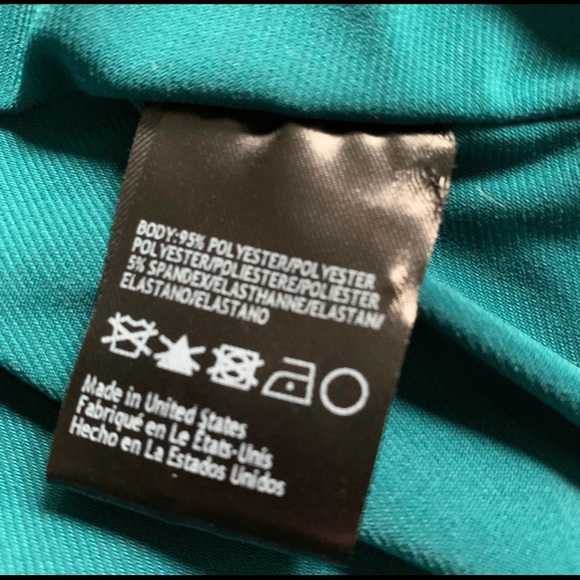 BODY:95% POLYESTER/POLYESTER
POLYESTER/POLIESTERE/POLIESTER
5% SPANDEX/ELASTHANNE/ELASTAN/
ELASTANO/ELASTANO
Made in United States
Fabriqué en Le États-Unis
Hecho en La Estados Unidos